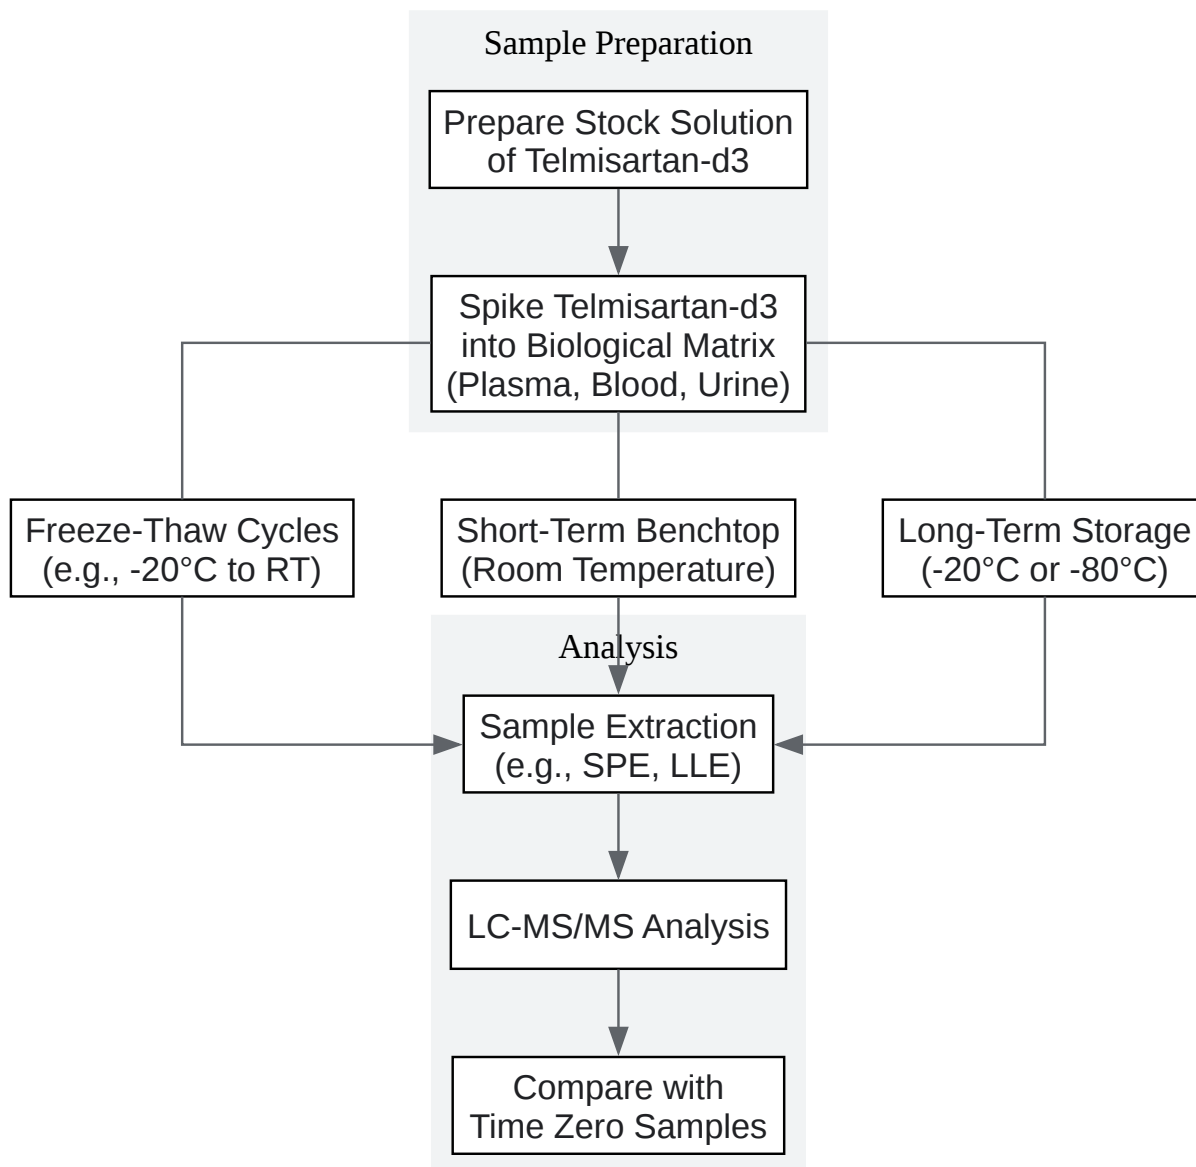 Sample Preparation
Prepare Stock Solution
of Telmisartan-d3
Spike Telmisartan-d3
into Biological Matrix
(Plasma, Blood, Urine)
Freeze-Thaw Cycles
(e.g., -20°C to RT)
Short-Term Benchtop
(Room Temperature)
Long-Term Storage
(-20°C or -80°C)
Analysis
Sample Extraction
(e.g., SPE, LLE)
LC-MS/MS Analysis
Compare with
Time Zero Samples